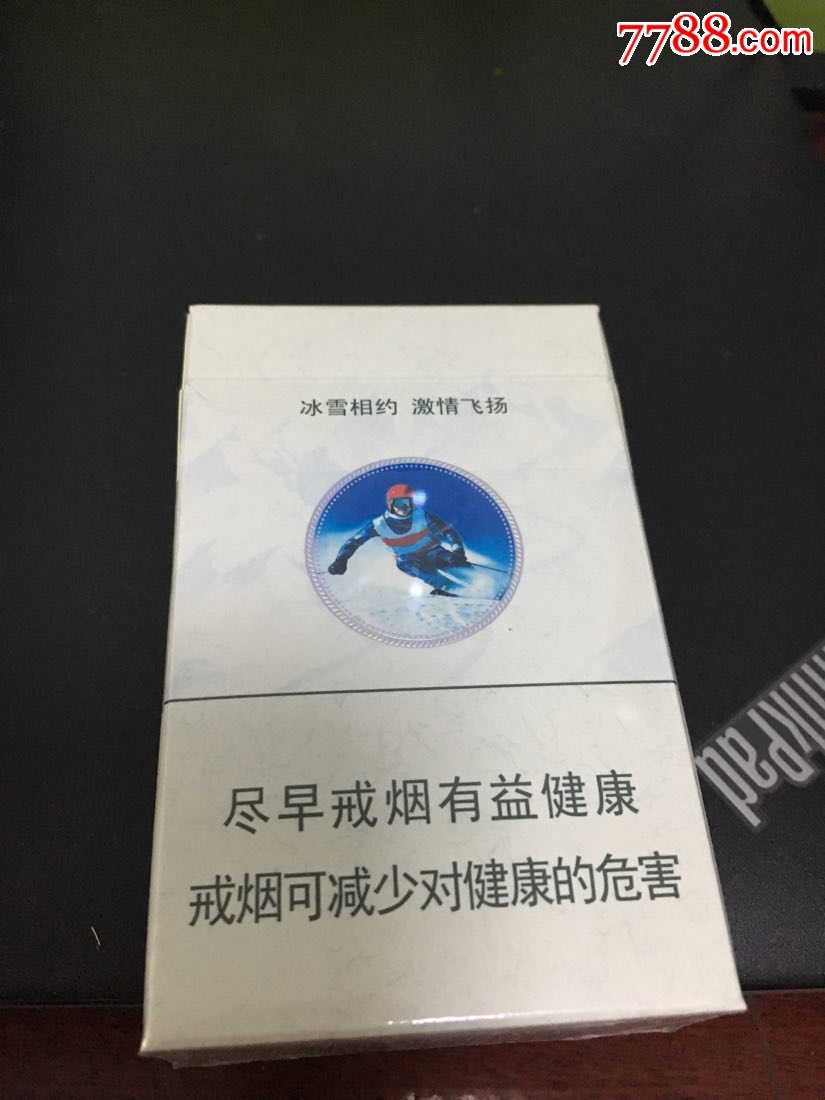 7788.com
冰雪相约 激情飞扬
ThinkPad
尽早戒烟有益健康
戒烟可减少对健康的危害